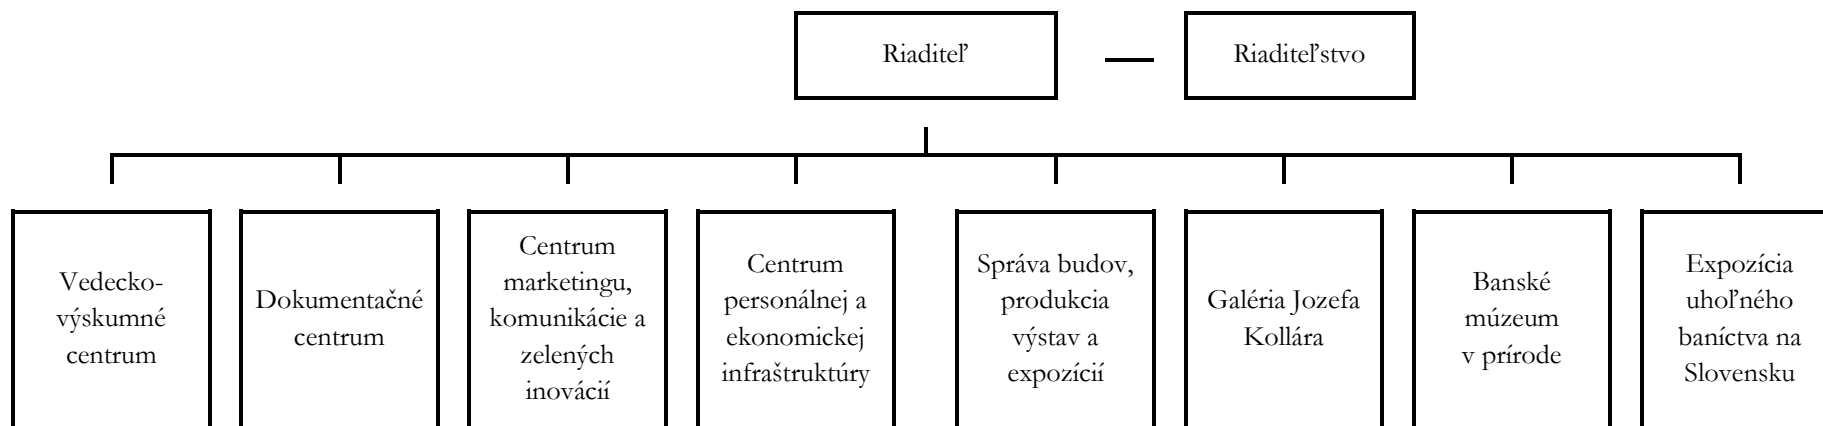 Riaditeľ
Riaditeľstvo
Vedecko-
výskumné
centrum
Dokumentačné
centrum
Centrum
marketingu,
komunikácie a
zelených
inovácií
Centrum
personálnej a
ekonomickej
infraštruktúry
Správa budov,
produkcia
výstav a
expozícií
Galéria Jozefa
Kollára
Banské
múzeum
v prírode
Expozícia
uhoľného
baníctva na
Slovensku